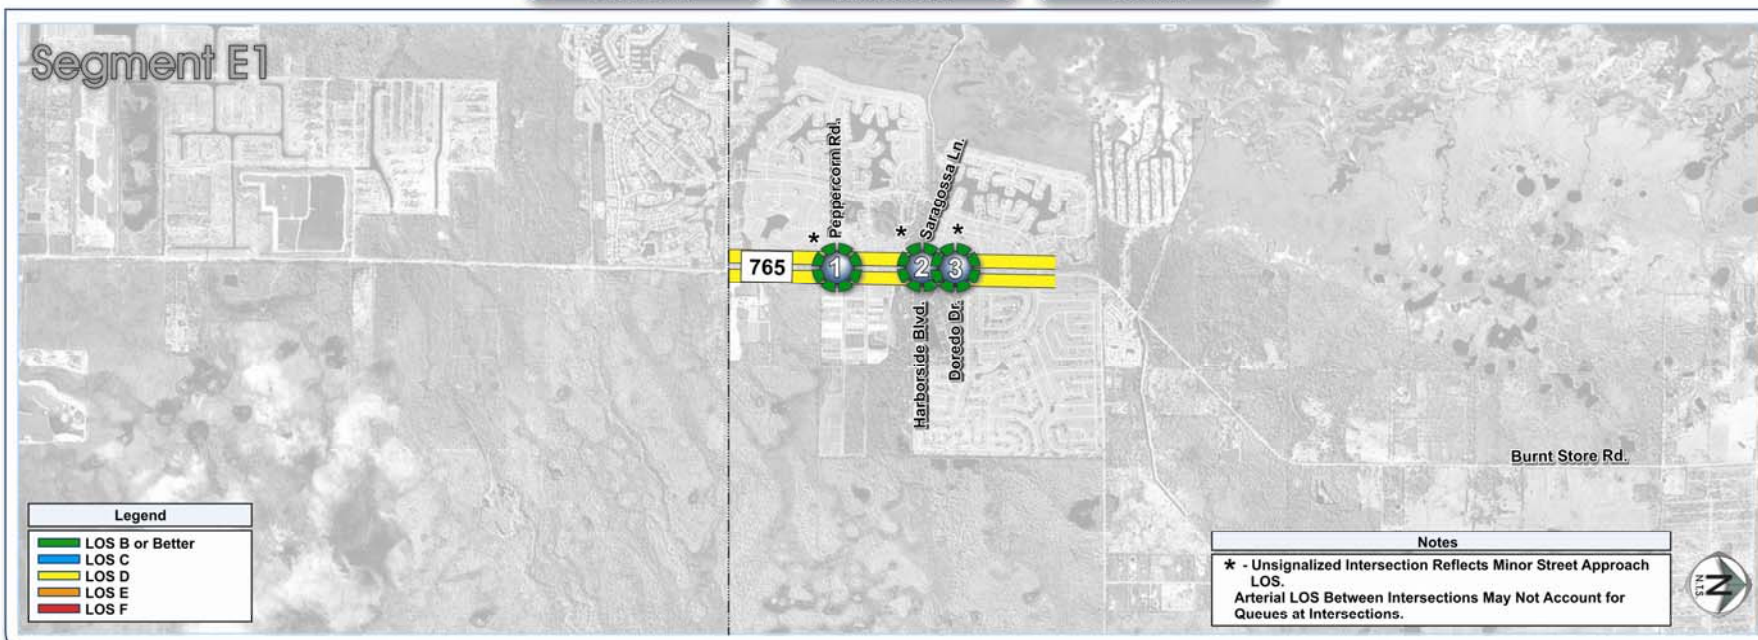 Segment E1
Peppercorn Rd.
Saragossa Ln.
*
*
*
765
1
2
3
Harborside Blvd.
Doredo Dr.
Burnt Store Rd.
Legend
LOS B or Better
LOS C
LOS D
LOS E
LOS F
Notes
* - Unsignalized Intersection Reflects Minor Street Approach
LOS.
Arterial LOS Between Intersections May Not Account for
Queues at Intersections.
N
N.T.S